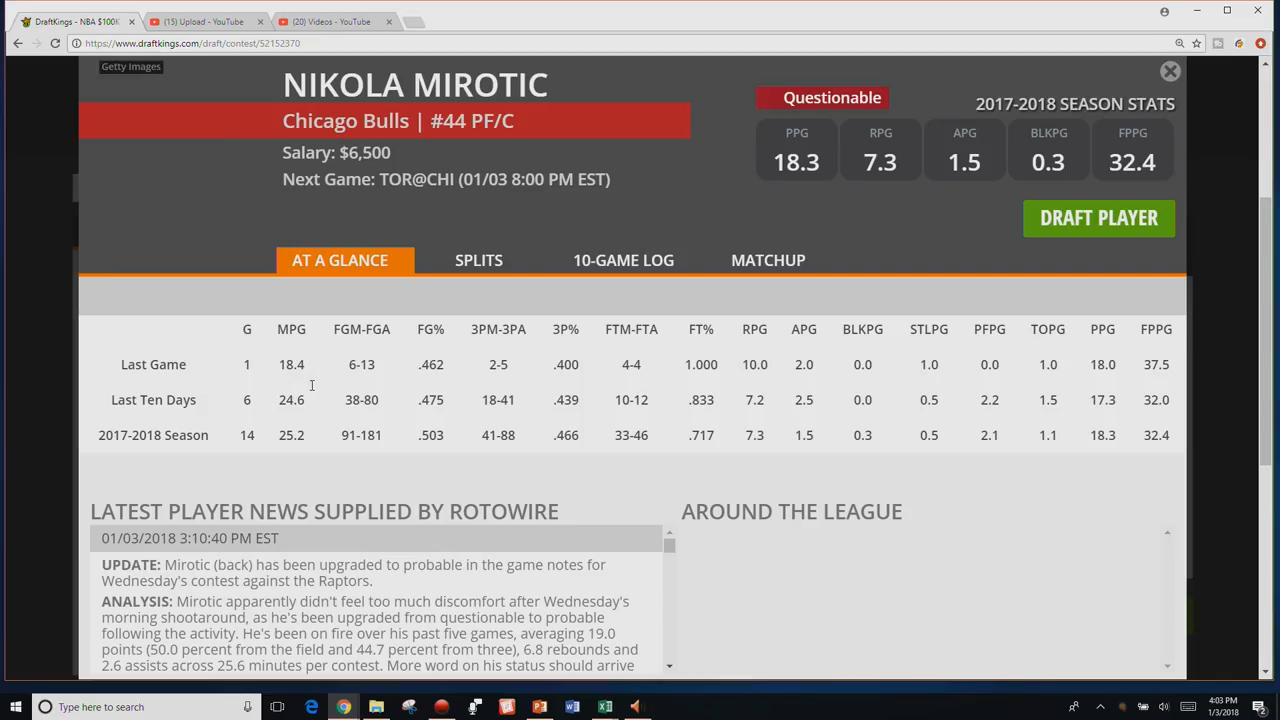 DraftKings - NBA $100K
(15) Upload - YouTube
(20) Videos - YouTube
https://www.draftkings.com/draft/contest/52152370
Getty Images
NIKOLA MIROTIC
Chicago Bulls | #44 PF/C
Salary: $6,500
Next Game: TOR@CHI (01/03 8:00 PM EST)
Questionable
2017-2018 SEASON STATS
PPG RPG APG BLKPG FPPG
18.3 7.3 1.5 0.3 32.4
DRAFT PLAYER
AT A GLANCE SPLITS 10-GAME LOG MATCHUP
G MPG FGM-FGA FG% 3PM-3PA 3P% FTM-FTA FT% RPG APG BLKPG STLPG PFPG TOPG PPG FPPG
Last Game 1 18.4 6-13 .462 2-5 .400 4-4 1.000 10.0 2.0 0.0 1.0 0.0 1.0 18.0 37.5
Last Ten Days 6 24.6 38-80 .475 18-41 .439 10-12 .833 7.2 2.5 0.0 0.5 2.2 1.5 17.3 32.0
2017-2018 Season 14 25.2 91-181 .503 41-88 .466 33-46 .717 7.3 1.5 0.3 0.5 2.1 1.1 18.3 32.4
LATEST PLAYER NEWS SUPPLIED BY ROTOWIRE
01/03/2018 3:10:40 PM EST
UPDATE: Mirotic (back) has been upgraded to probable in the game notes for
Wednesday's contest against the Raptors.
ANALYSIS: Mirotic apparently didn't feel too much discomfort after Wednesday's
morning shootaround, as he's been upgraded from questionable to probable
following the activity. He's been on fire over his past five games, averaging 19.0
points (50.0 percent from the field and 44.7 percent from three), 6.8 rebounds and
2.6 assists across 25.6 minutes per contest. More word on his status should arrive
AROUND THE LEAGUE
Type here to search
4:03 PM
1/3/2018
2